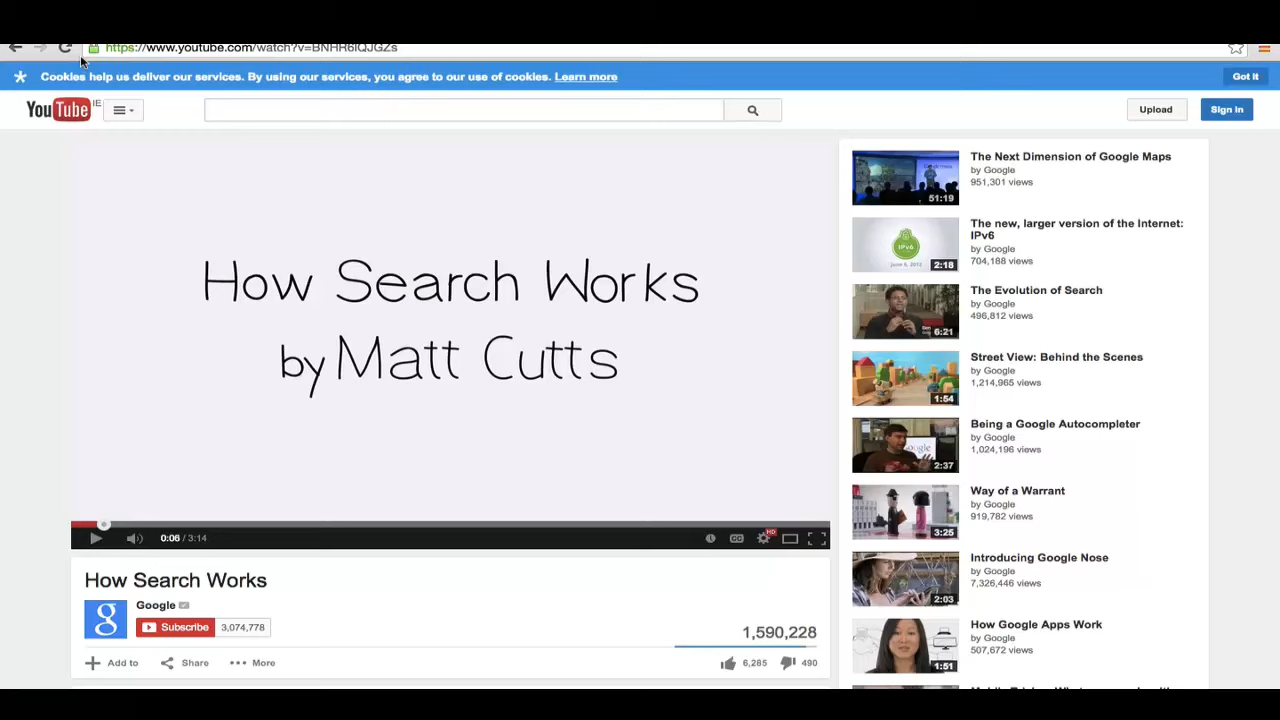 https://www.youtube.com/watch?v=BNHR6IQJGZs
Cookies help us deliver our services. By using our services, you agree to our use of cookies. Learn more
Got it
YouTube IE
Upload
Sign in
How Search Works
by Matt Cutts
0:06 / 3:14
CC
HD
How Search Works
Google
g
Subscribe
3,074,778
1,590,228
Add to
Share
More
6,285
490
51:19
The Next Dimension of Google Maps
by Google
951,301 views
IPv6
2:18
The new, larger version of the Internet:
IPv6
by Google
704,188 views
6:21
The Evolution of Search
by Google
496,812 views
1:54
Street View: Behind the Scenes
by Google
1,214,965 views
2:37
Being a Google Autocompleter
by Google
1,024,196 views
3:25
Way of a Warrant
by Google
919,782 views
2:03
Introducing Google Nose
by Google
7,326,446 views
1:51
How Google Apps Work
by Google
507,672 views